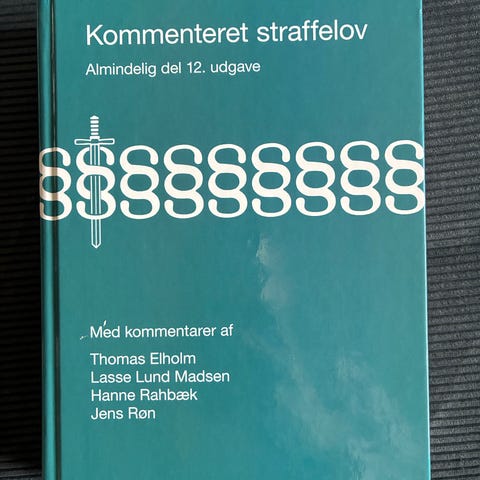 Kommenteret straffelov
Almindelig del 12. udgave
§§§§§§§§§
Med kommentarer af
Thomas Elholm
Lasse Lund Madsen
Hanne Rahbæk
Jens Røn